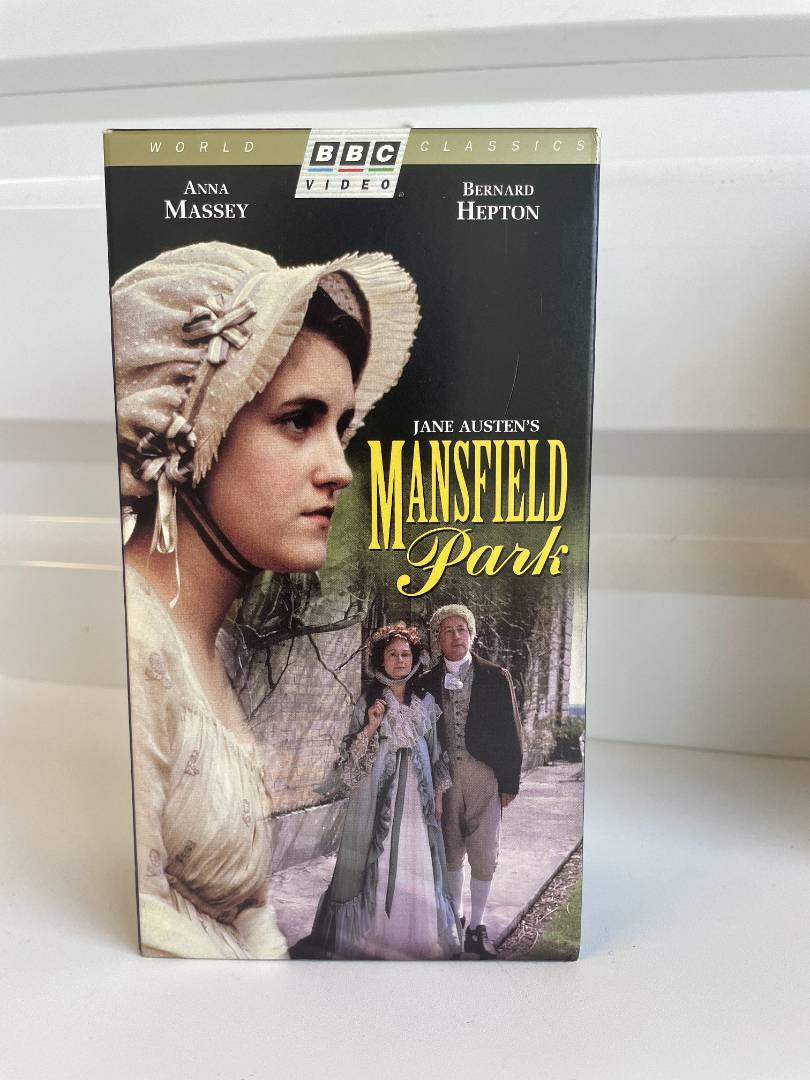 WORLD BBC CLASSICS
VIDEO
ANNA
MASSEY
BERNARD
HEPTON
JANE AUSTEN'S
MANSFIELD
Park